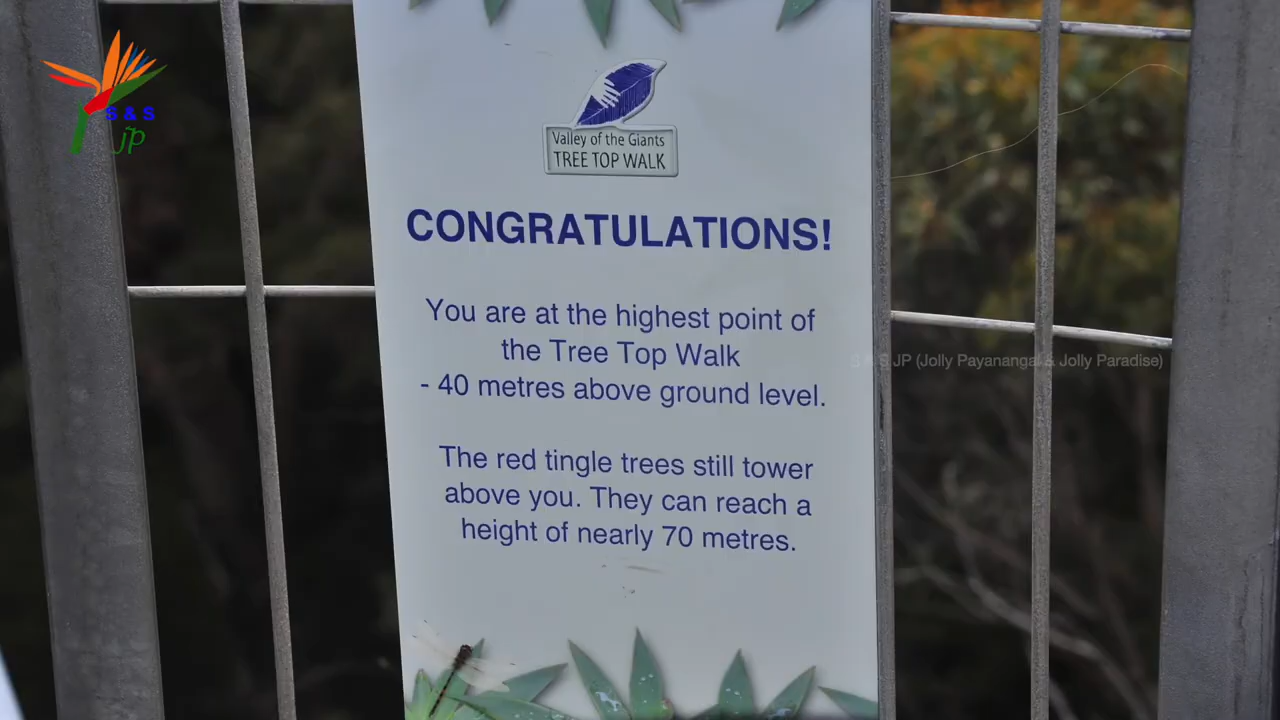 S & S
JP
Valley of the Giants
TREE TOP WALK
CONGRATULATIONS!
You are at the highest point of
the Tree Top Walk
- 40 metres above ground level.
S & S JP (Jolly Payanangal & Jolly Paradise)
The red tingle trees still tower
above you. They can reach a
height of nearly 70 metres.